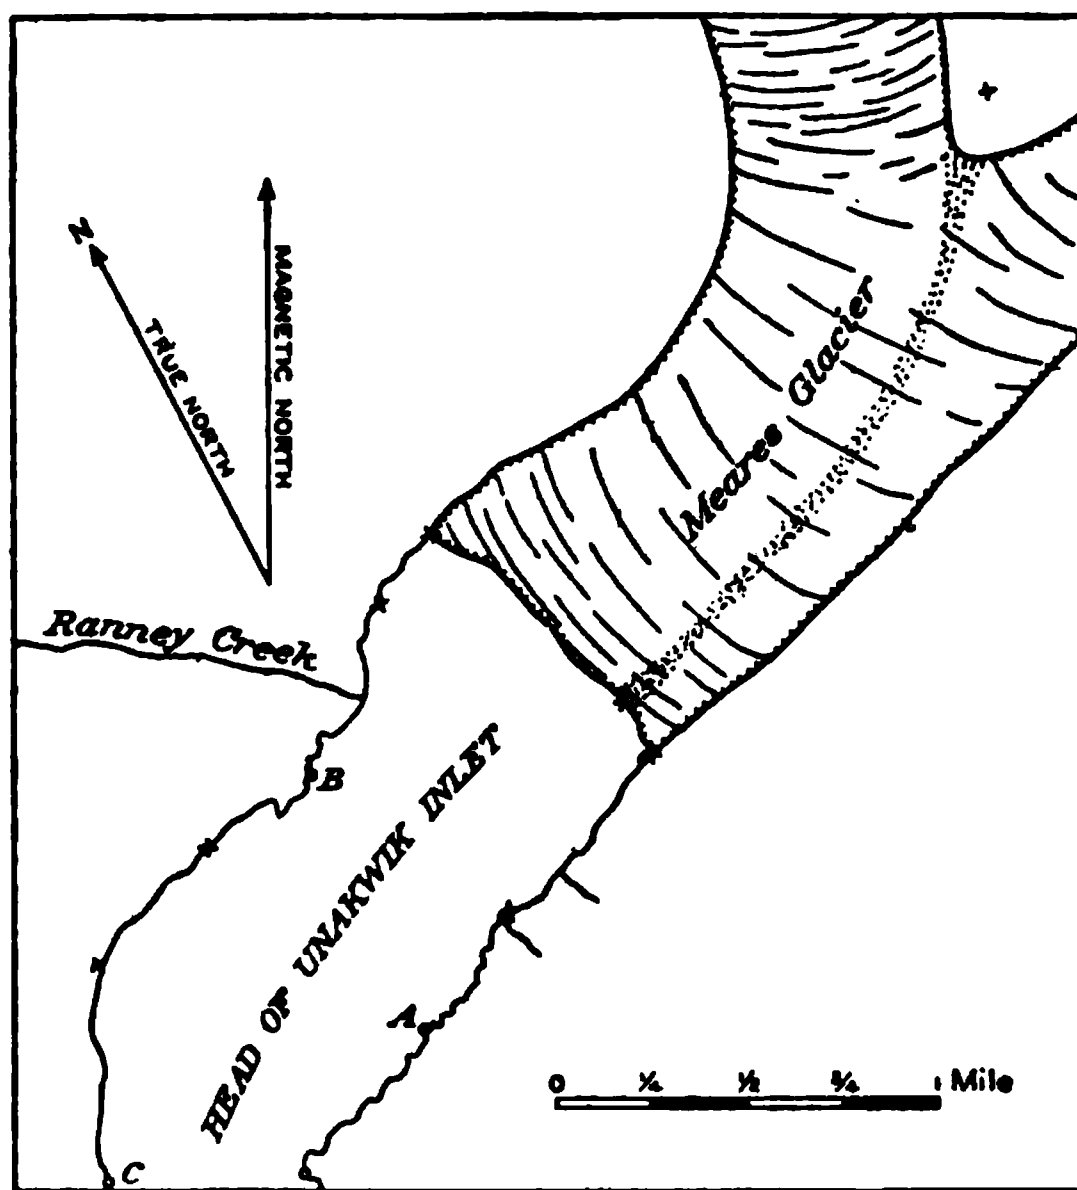 N
TRUE NORTH
MAGNETIC NORTH
Meares Glacier
Ranney Creek
B
HEAD OF UNAKWIK INLET
A
0 ¼ ½ ¾ 1 Mile
C